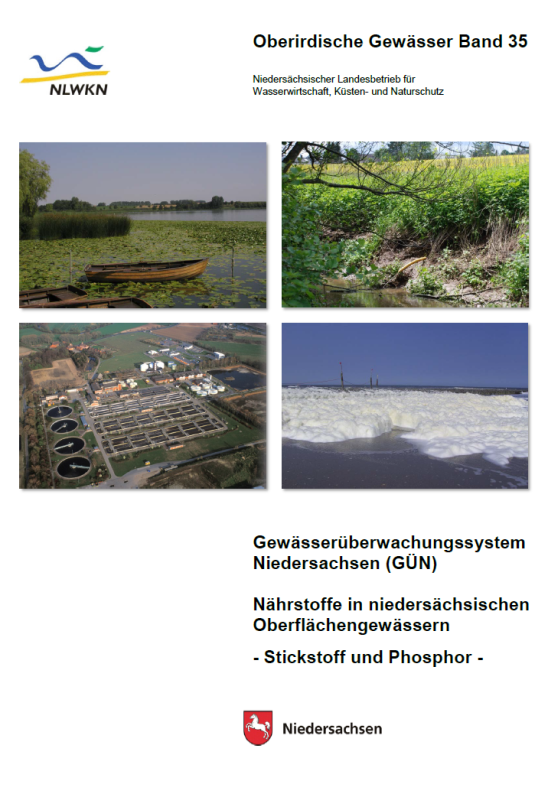 Oberirdische Gewässer Band 35
NLWKN
Niedersächsischer Landesbetrieb für
Wasserwirtschaft, Küsten- und Naturschutz
Gewässerüberwachungssystem
Niedersachsen (GÜN)
Nährstoffe in niedersächsischen
Oberflächengewässern
- Stickstoff und Phosphor -
Niedersachsen